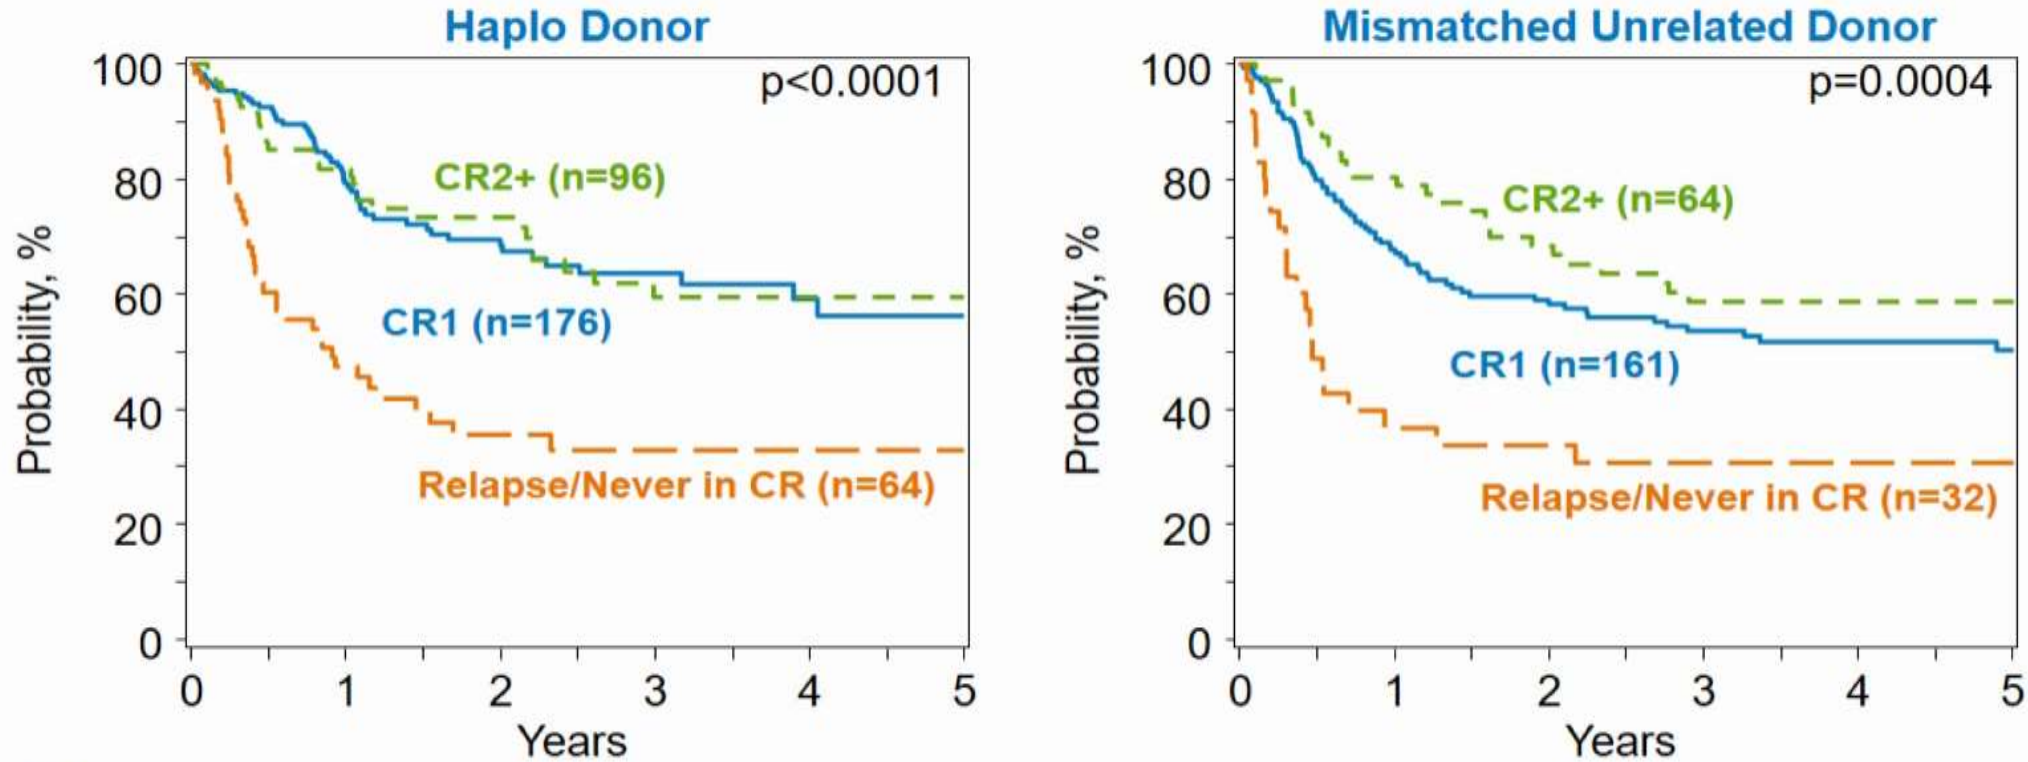 Haplo Donor
p<0.0001
100
80
60
40
20
0
Probability, %
CR2+ (n=96)
CR1 (n=176)
Relapse/Never in CR (n=64)
0 1 2 3 4 5
Years
Mismatched Unrelated Donor
p=0.0004
100
80
60
40
20
0
Probability, %
CR2+ (n=64)
CR1 (n=161)
Relapse/Never in CR (n=32)
0 1 2 3 4 5
Years